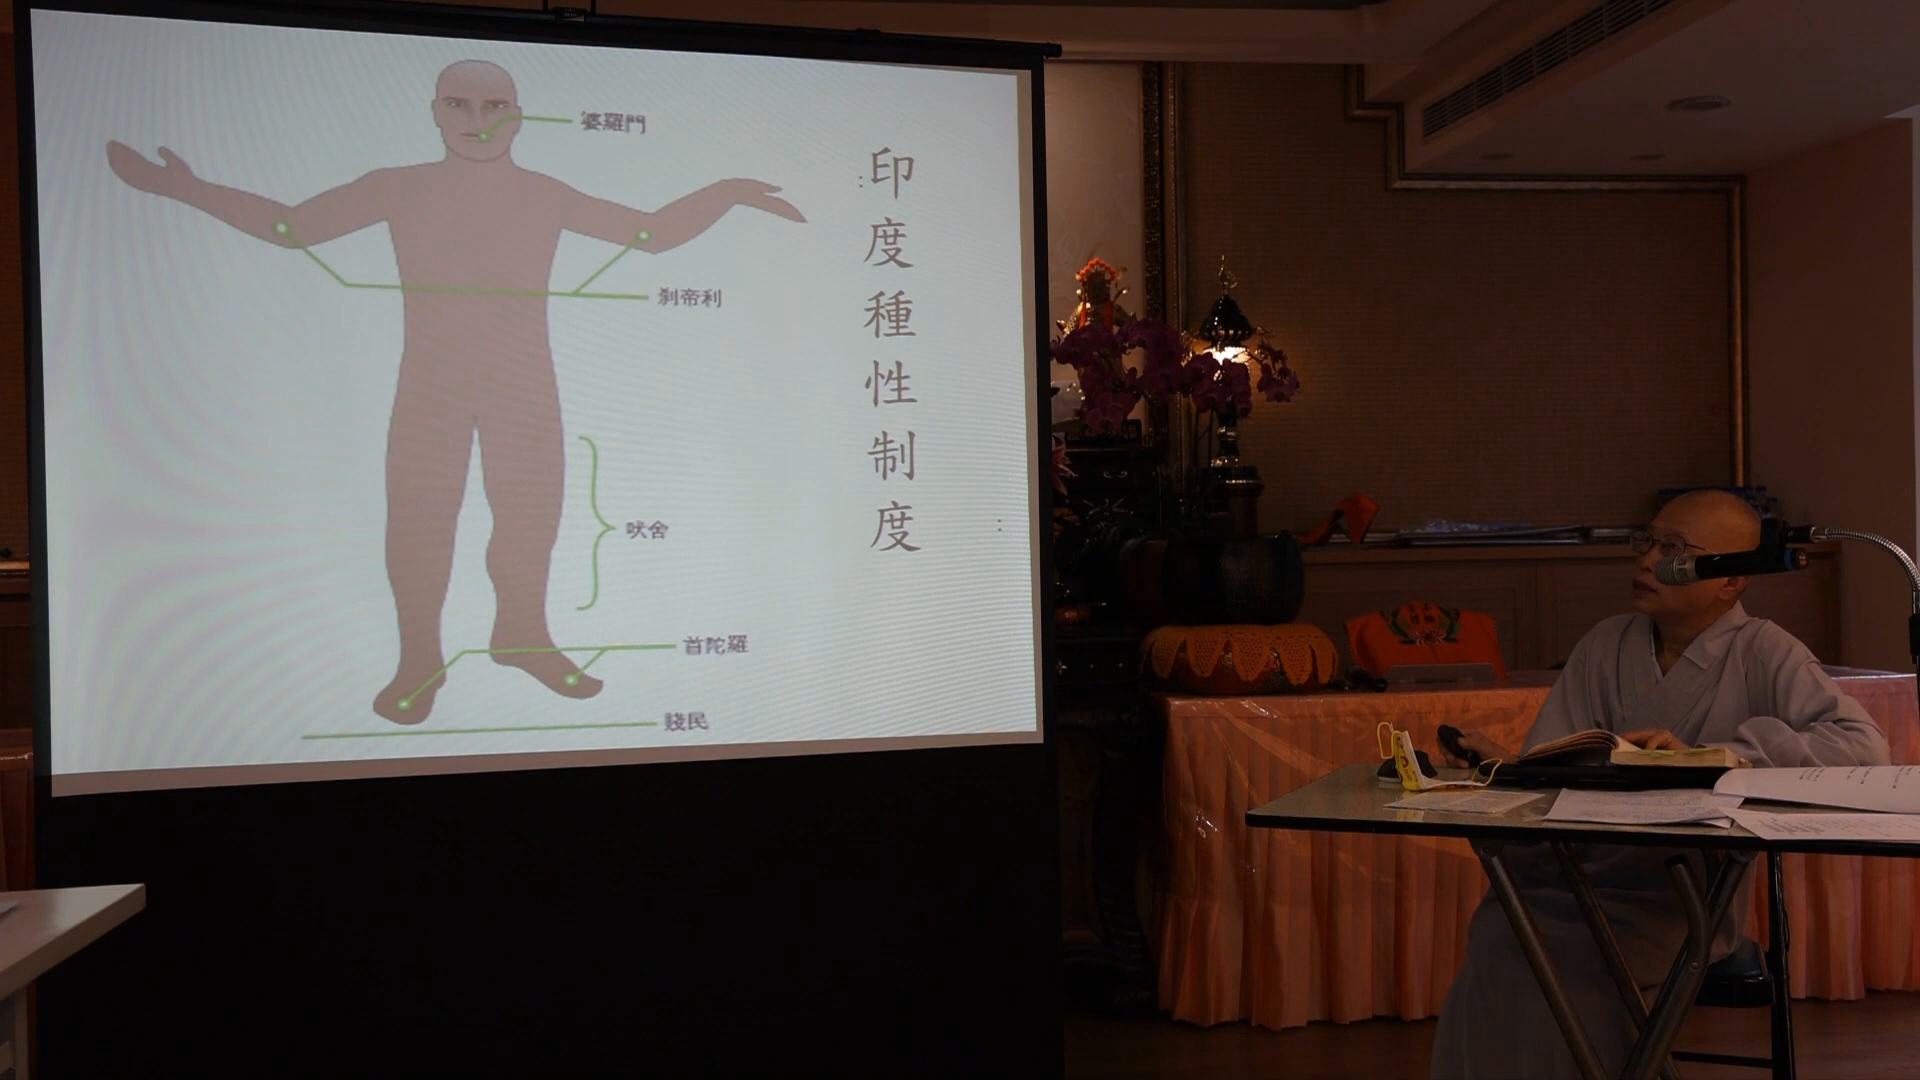 印度種性制度
婆羅門
剎帝利
吠舍
首陀羅
賤民